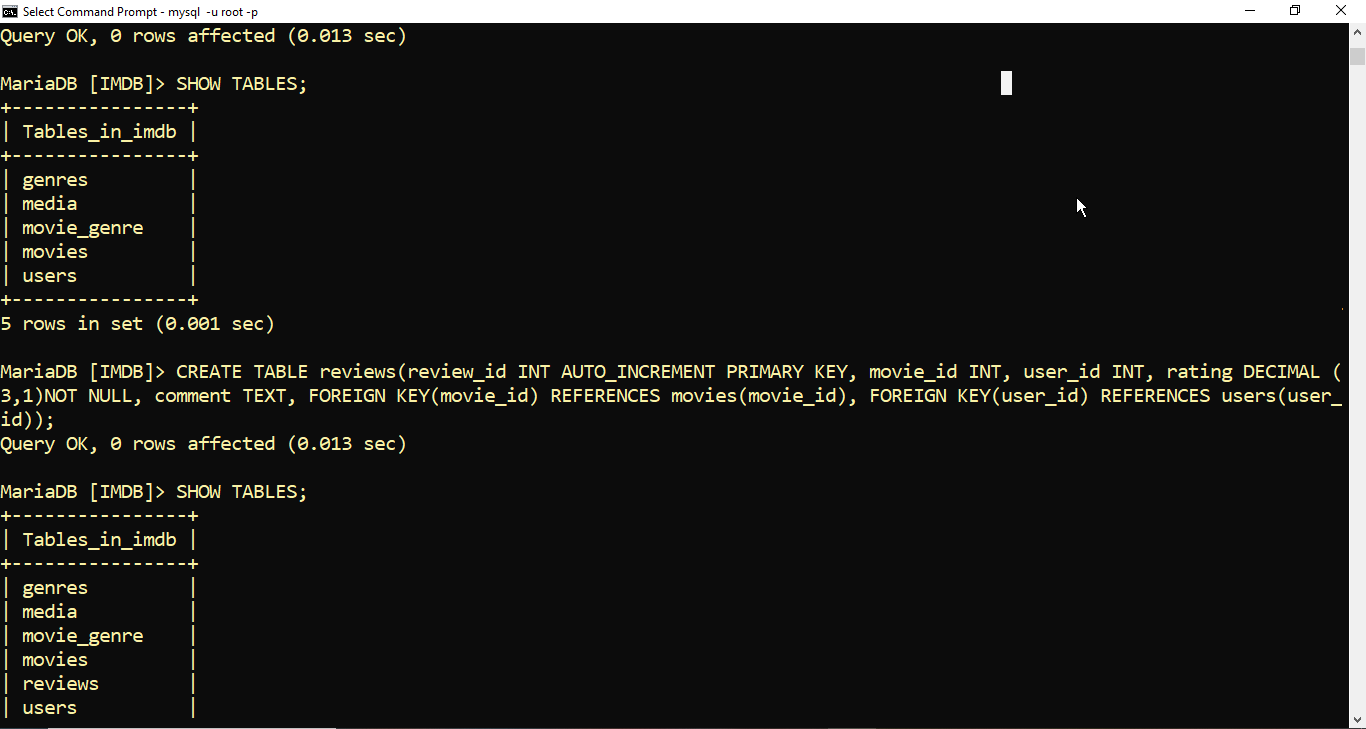 Select Command Prompt - mysql  -u root -p
Query OK, 0 rows affected (0.013 sec)
MariaDB [IMDB]> SHOW TABLES;
+----------------+
| Tables_in_imdb |
+----------------+
| genres         |
| media          |
| movie_genre    |
| movies         |
| users          |
+----------------+
5 rows in set (0.001 sec)
MariaDB [IMDB]> CREATE TABLE reviews(review_id INT AUTO_INCREMENT PRIMARY KEY, movie_id INT, user_id INT, rating DECIMAL (
3,1)NOT NULL, comment TEXT, FOREIGN KEY(movie_id) REFERENCES movies(movie_id), FOREIGN KEY(user_id) REFERENCES users(user_
id));
Query OK, 0 rows affected (0.013 sec)
MariaDB [IMDB]> SHOW TABLES;
+----------------+
| Tables_in_imdb |
+----------------+
| genres         |
| media          |
| movie_genre    |
| movies         |
| reviews        |
| users          |